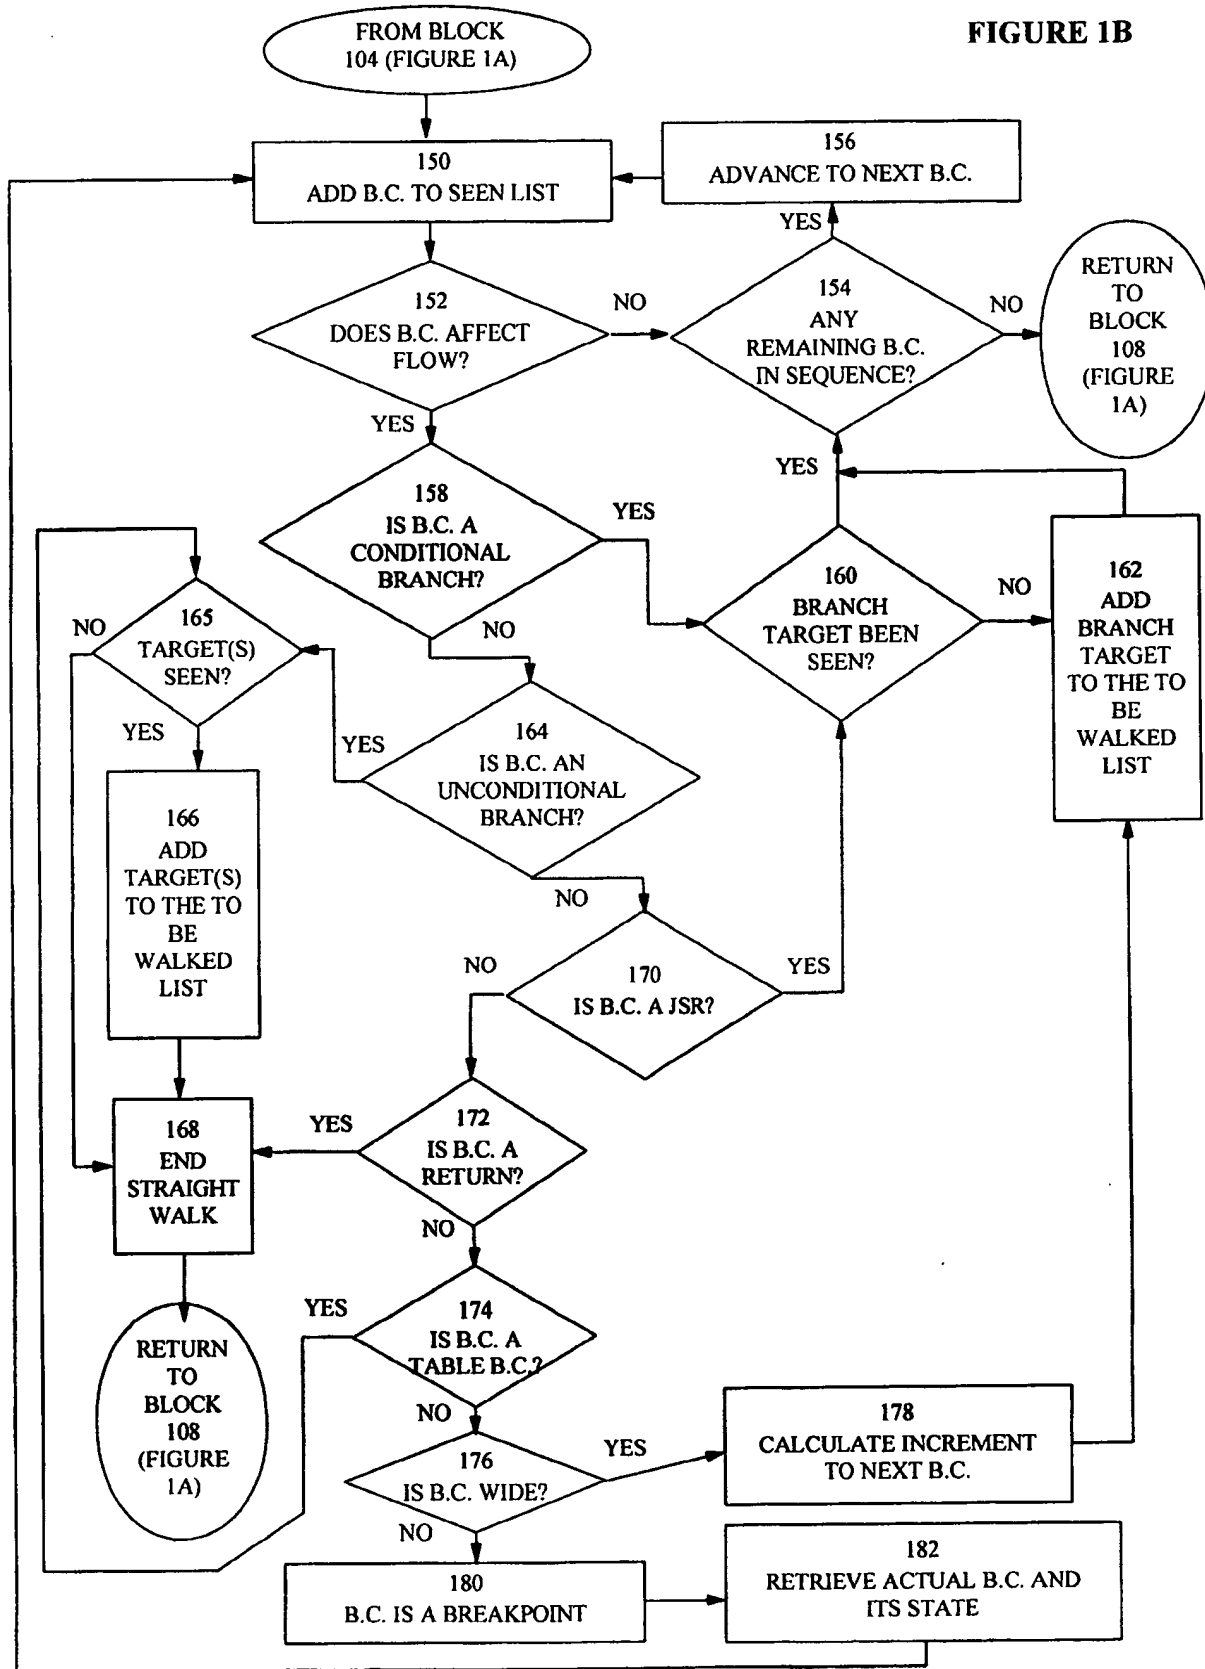 FROM BLOCK
104 (FIGURE 1A)
FIGURE 1B
150
ADD B.C. TO SEEN LIST
156
ADVANCE TO NEXT B.C.
YES
152
DOES B.C. AFFECT
FLOW?
NO
154
ANY
REMAINING B.C.
IN SEQUENCE?
NO
RETURN
TO
BLOCK
108
(FIGURE
1A)
YES
YES
158
IS B.C. A
CONDITIONAL
BRANCH?
YES
160
BRANCH
TARGET BEEN
SEEN?
NO
162
ADD
BRANCH
TARGET
TO THE TO
BE
WALKED
LIST
NO
165
TARGET(S)
SEEN?
NO
YES
YES
164
IS B.C. AN
UNCONDITIONAL
BRANCH?
166
ADD
TARGET(S)
TO THE TO
BE
WALKED
LIST
NO
NO
170
IS B.C. A JSR?
YES
168
END
STRAIGHT
WALK
YES
172
IS B.C. A
RETURN?
NO
YES
174
IS B.C. A
TABLE B.C.?
RETURN
TO
BLOCK
108
(FIGURE
1A)
NO
176
IS B.C. WIDE?
YES
178
CALCULATE INCREMENT
TO NEXT B.C.
NO
180
B.C. IS A BREAKPOINT
182
RETRIEVE ACTUAL B.C. AND
ITS STATE